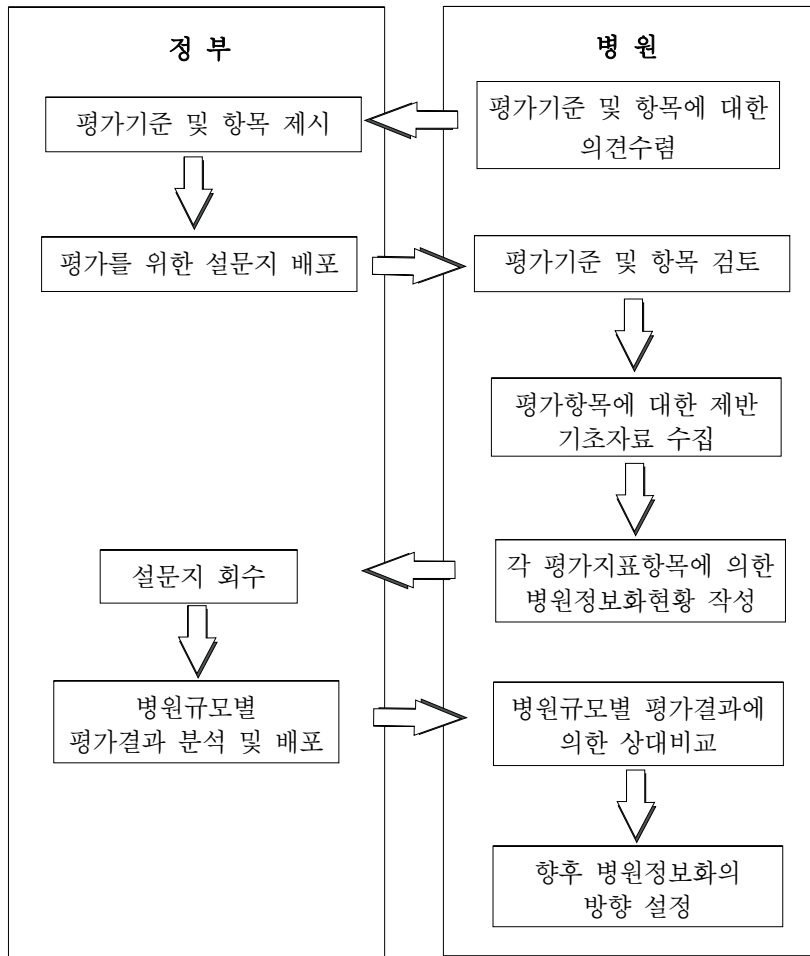 정 부
평가기준 및 항목 제시
평가를 위한 설문지 배포
설문지 회수
병원규모별
평가결과 분석 및 배포
병 원
평가기준 및 항목에 대한
의견수렴
평가기준 및 항목 검토
평가항목에 대한 제반
기초자료 수집
각 평가지표항목에 의한
병원정보화현황 작성
병원규모별 평가결과에
의한 상대비교
향후 병원정보화의
방향 설정